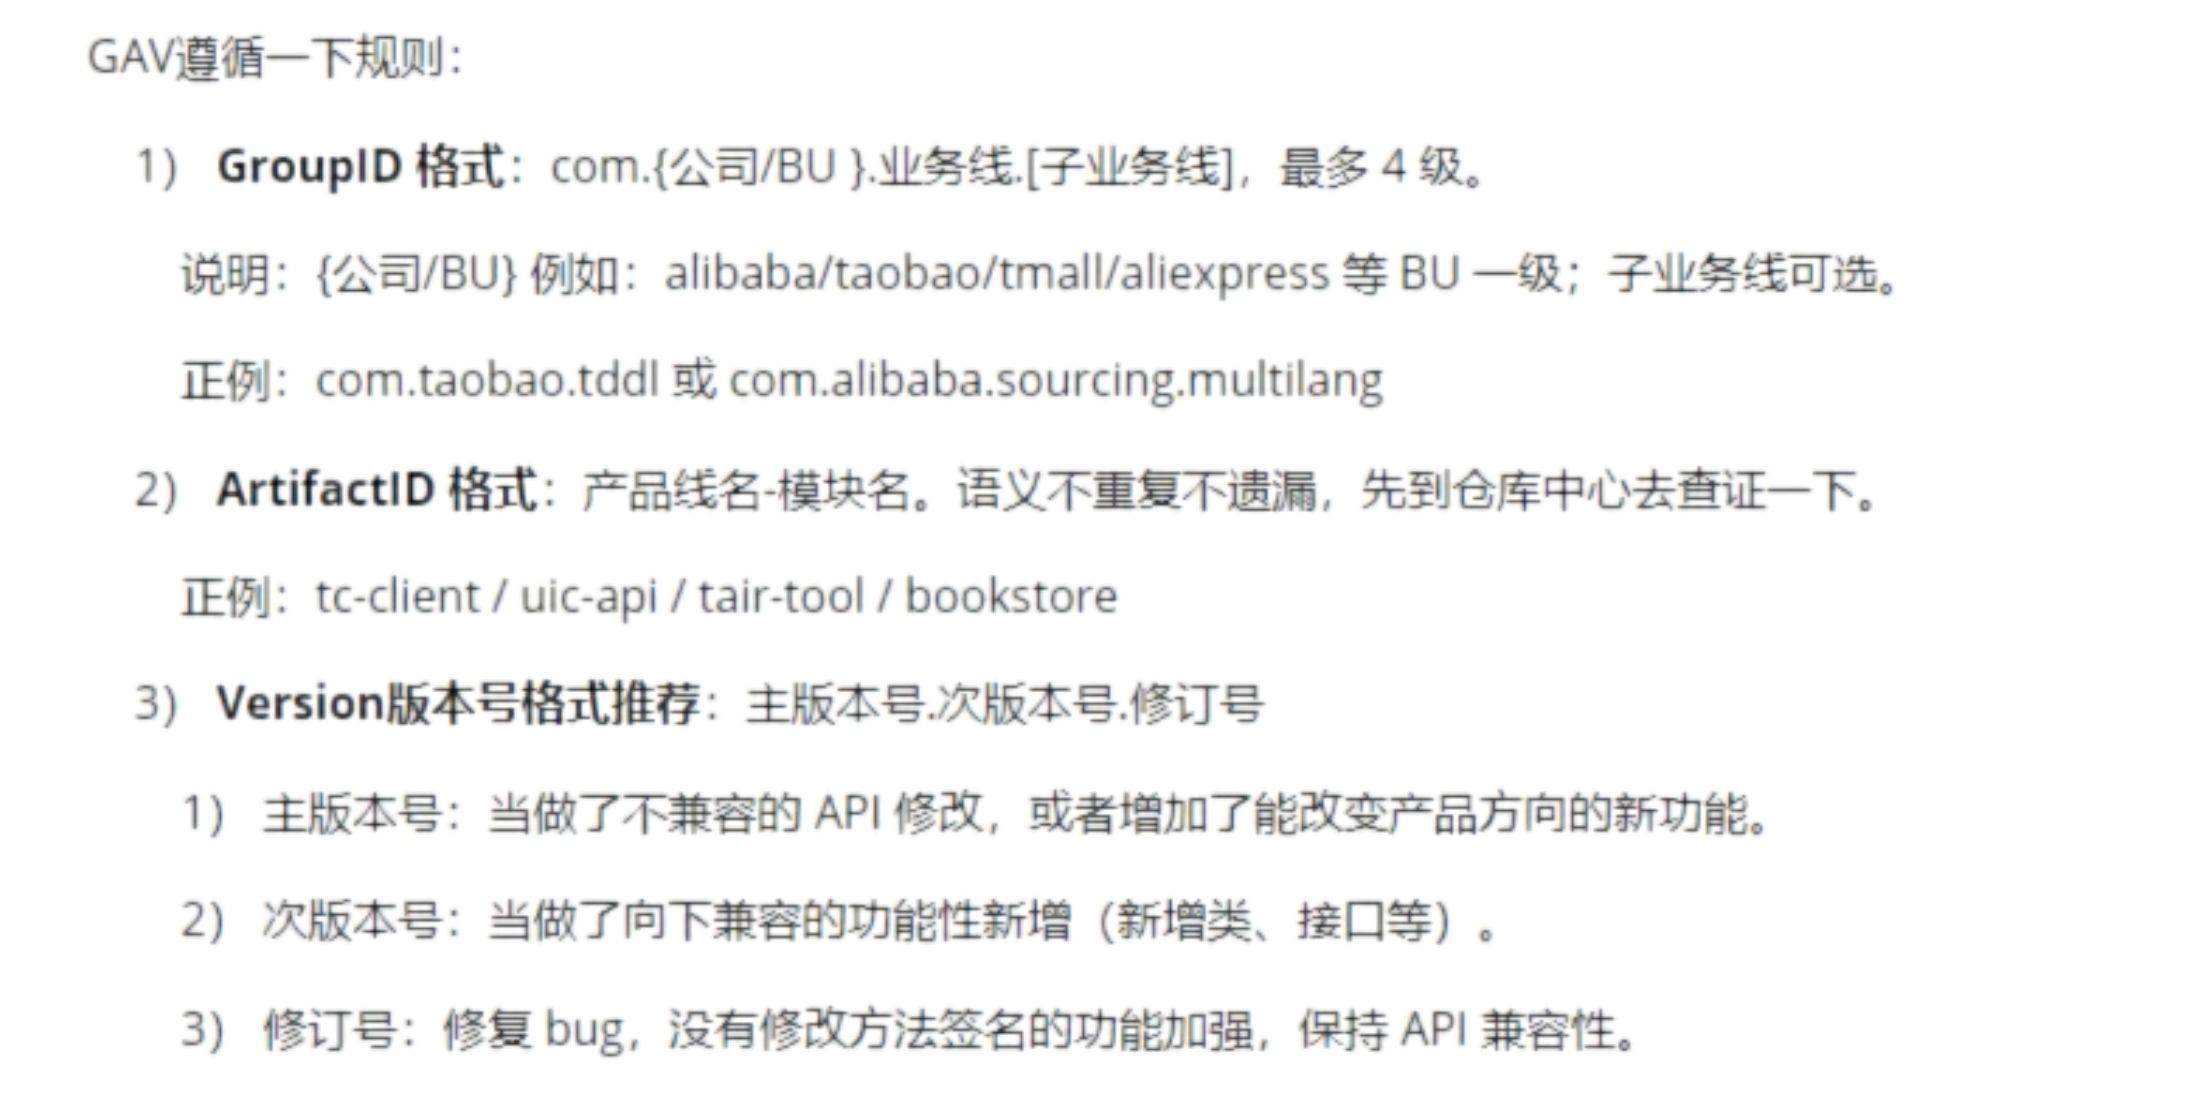 GAV遵循一下规则：
1） GroupID 格式：com.{公司/BU }.业务线.[子业务线]，最多 4 级。
说明：{公司/BU} 例如：alibaba/taobao/tmall/aliexpress 等 BU 一级；子业务线可选。
正例：com.taobao.tddl 或 com.alibaba.sourcing.multilang
2） ArtifactID 格式：产品线名-模块名。语义不重复不遗漏，先到仓库中心去查证一下。
正例：tc-client / uic-api / tair-tool / bookstore
3） Version版本号格式推荐：主版本号.次版本号.修订号
1） 主版本号：当做了不兼容的 API 修改，或者增加了能改变产品方向的新功能。
2） 次版本号：当做了向下兼容的功能性新增（新增类、接口等）。
3） 修订号：修复 bug，没有修改方法签名的功能加强，保持 API 兼容性。